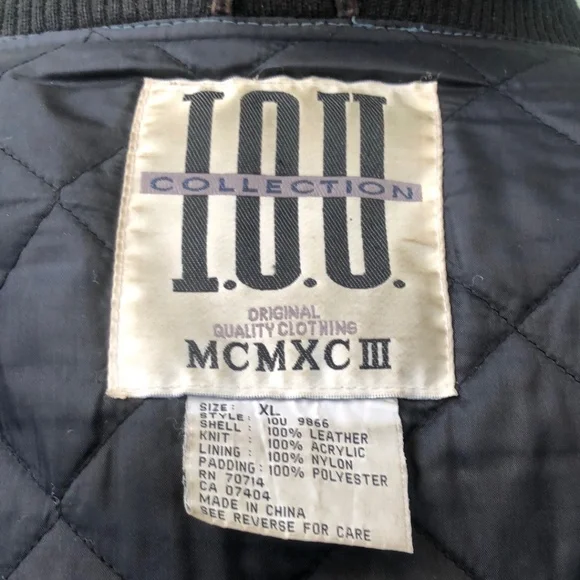 I.O.U.
COLLECTION
ORIGINAL
QUALITY CLOTHING
MCMXCIII
SIZE: XL
STYLE: IOU 9866
SHELL: 100% LEATHER
KNIT: 100% ACRYLIC
LINING: 100% NYLON
PADDING: 100% POLYESTER
RN 70714
CA 07404
MADE IN CHINA
SEE REVERSE FOR CARE